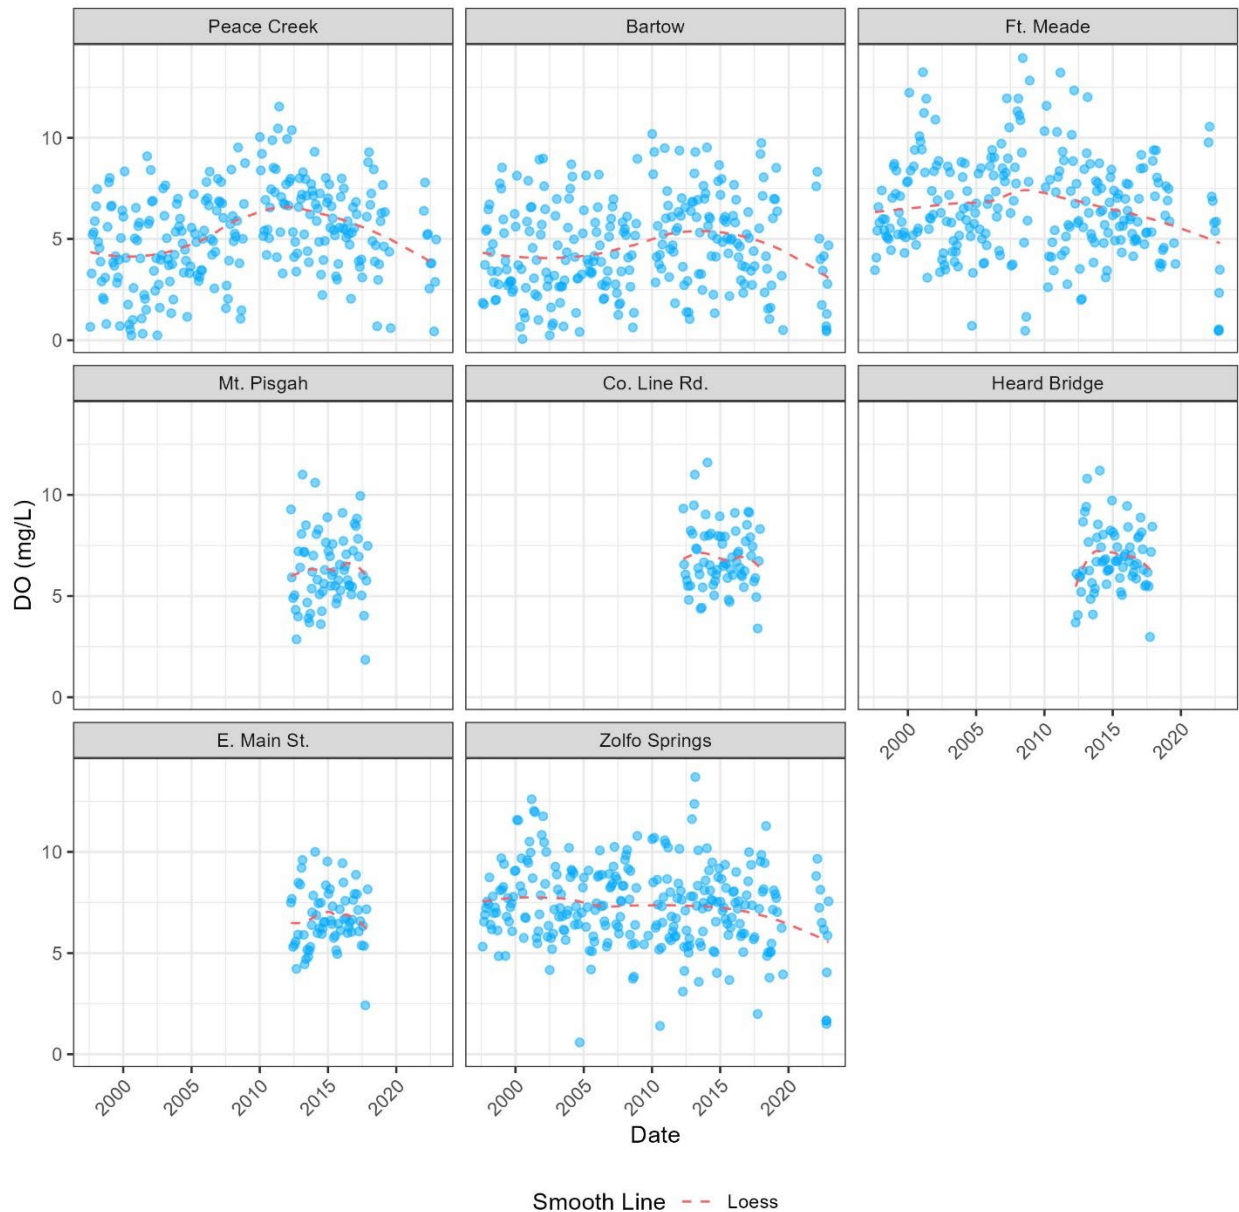 Peace Creek
Bartow
Ft. Meade
10
5
0
Mt. Pisgah
Co. Line Rd.
Heard Bridge
DO (mg/L)
10
5
0
2000 2005 2010 2015 2020
E. Main St.
Zolfo Springs
10
5
0
2000 2005 2010 2015 2020
2000 2005 2010 2015 2020
Date
Smooth Line Loess